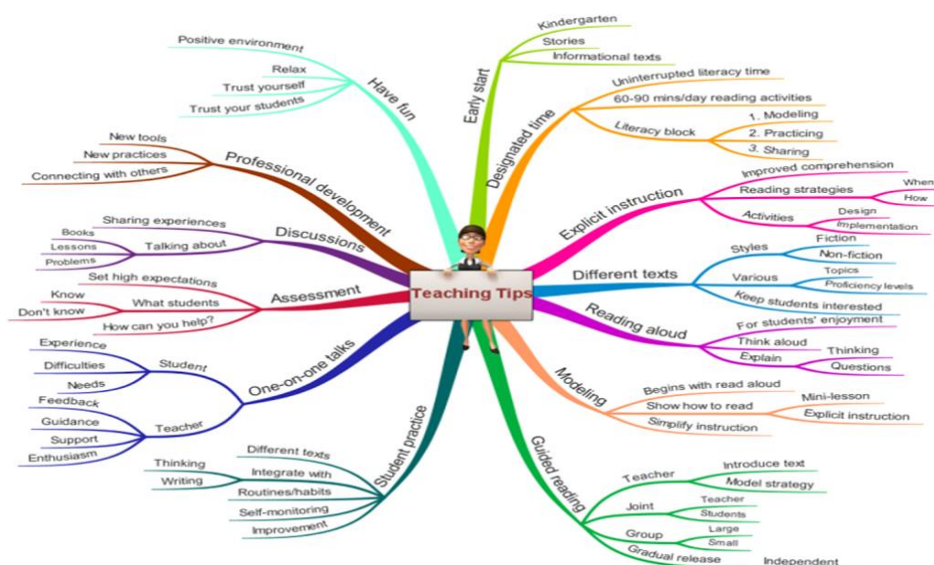 Teaching Tips
Early start
Kindergarten
Stories
Informational texts
Designated time
Uninterrupted literacy time
60-90 mins/day reading activities
Literacy block
1. Modeling
2. Practicing
3. Sharing
Explicit instruction
Improved comprehension
Reading strategies
When
How
Activities
Design
Implementation
Different texts
Styles
Fiction
Non-fiction
Various
Topics
Proficiency levels
Keep students interested
Reading aloud
For students' enjoyment
Think aloud
Explain
Thinking
Questions
Modeling
Begins with read aloud
Show how to read
Mini-lesson
Explicit instruction
Simplify instruction
Guided reading
Teacher
Introduce text
Model strategy
Joint
Teacher
Students
Group
Large
Small
Gradual release
Independent
Student practice
Different texts
Integrate with
Thinking
Writing
Routines/habits
Self-monitoring
Improvement
One-on-one talks
Student
Experience
Difficulties
Needs
Teacher
Feedback
Guidance
Support
Enthusiasm
Assessment
Set high expectations
What students
Know
Don't know
How can you help?
Discussions
Sharing experiences
Talking about
Books
Lessons
Problems
Professional development
New tools
New practices
Connecting with others
Have fun
Positive environment
Relax
Trust yourself
Trust your students